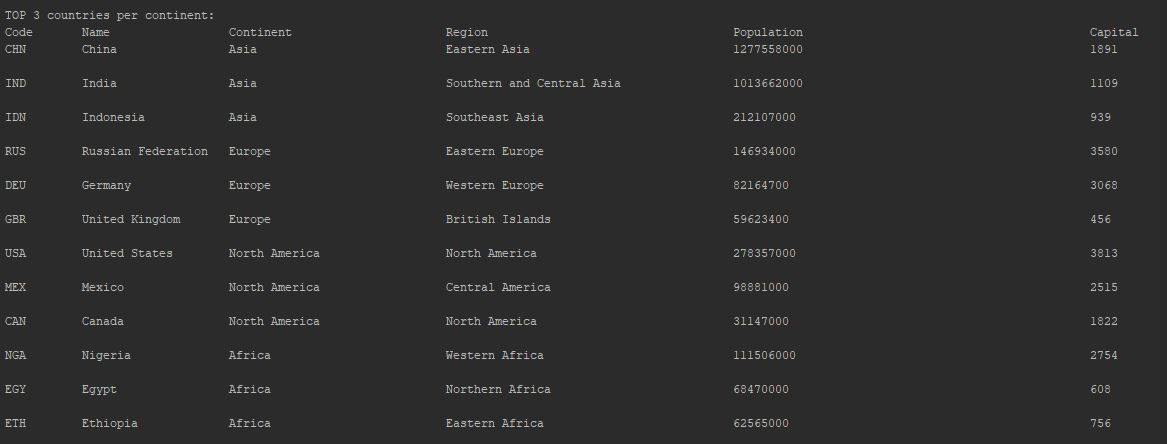 TOP 3 countries per continent:
Code Name Continent Region Population Capital
CHN China Asia Eastern Asia 1277558000 1891
IND India Asia Southern and Central Asia 1013662000 1109
IDN Indonesia Asia Southeast Asia 212107000 939
RUS Russian Federation Europe Eastern Europe 146934000 3580
DEU Germany Europe Western Europe 82164700 3068
GBR United Kingdom Europe British Islands 59623400 456
USA United States North America North America 278357000 3813
MEX Mexico North America Central America 98881000 2515
CAN Canada North America North America 31147000 1822
NGA Nigeria Africa Western Africa 111506000 2754
EGY Egypt Africa Northern Africa 68470000 608
ETH Ethiopia Africa Eastern Africa 62565000 756